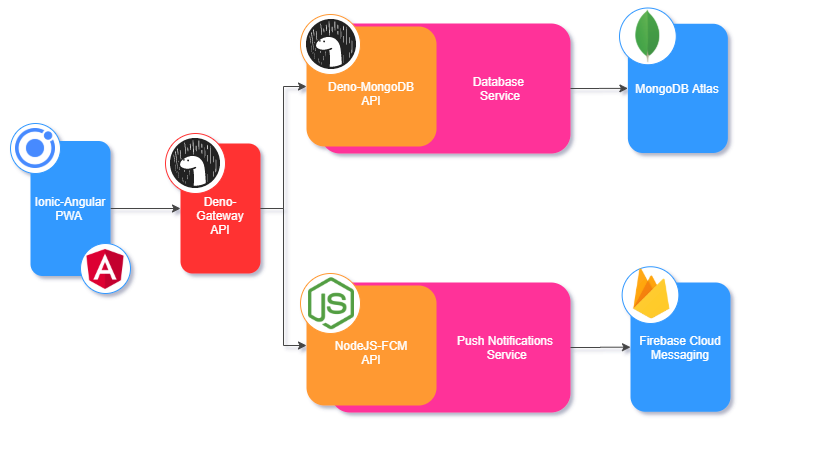 Ionic-Angular
PWA
A
Deno-
Gateway
API
Deno-MongoDB
API
Database
Service
MongoDB Atlas
JS
NodeJS-FCM
API
Push Notifications
Service
Firebase Cloud
Messaging